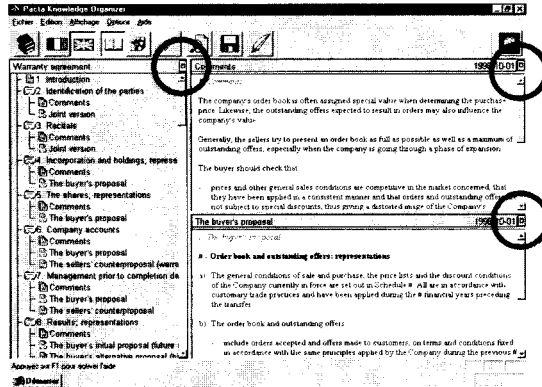 Pacta Knowledge Organizer
Fichier Edition Affichage Options Aide
Warranty agreement
1 Introduction
2 Identification of the parties
Comments
Joint version
3 Recitals
Comments
Joint version
4 Incorporation and holdings; represe
Comments
The buyer's proposal
5. The shares; representations
Comments
The buyer's proposal
6. Company accounts
Comments
The buyer's proposal
The sellers' counterproposal (warra
7. Management prior to completion da
Comments
The buyer's proposal
The sellers' counterproposal
8. Results; representations
Comments
The buyer's initial proposal (future
The buyer's alternative proposal (hi
Comments 1998-10-01
Comments
The company's order book is often assigned special value when determining the purchase
price. Likewise, the outstanding offers expected to result in orders may also influence the
company's value
Generally, the sellers try to present an order book as full as possible as well as a maximum of
outstanding offers, especially when the company is going through a phase of expansion
The buyer should check that
- prices and other general sales conditions are competitive in the market concerned, that
they have been applied in a consistent manner and that orders and outstanding offers are
not subject to special discounts, thus giving a distorted image of the Company's
The buyer's proposal 1998-10-01
The buyer's proposal
# - Order book and outstanding offers; representations
a) The general conditions of sale and purchase, the price lists and the discount conditions
of the Company currently in force are set out in Schedule # All are in accordance with
customary trade practices and have been applied during the # financial years preceding
the transfer
b) The order book and outstanding offers
- include orders accepted and offers made to customers, on terms and conditions fixed
in accordance with the same principles applied by the Company during the previous #
Appuyez sur F1 pour activer l'aide
Démarrer